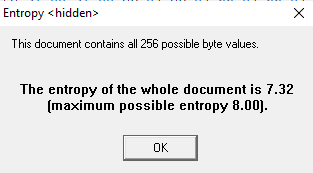 Entropy <hidden>
This document contains all 256 possible byte values.
The entropy of the whole document is 7.32
(maximum possible entropy 8.00).
OK